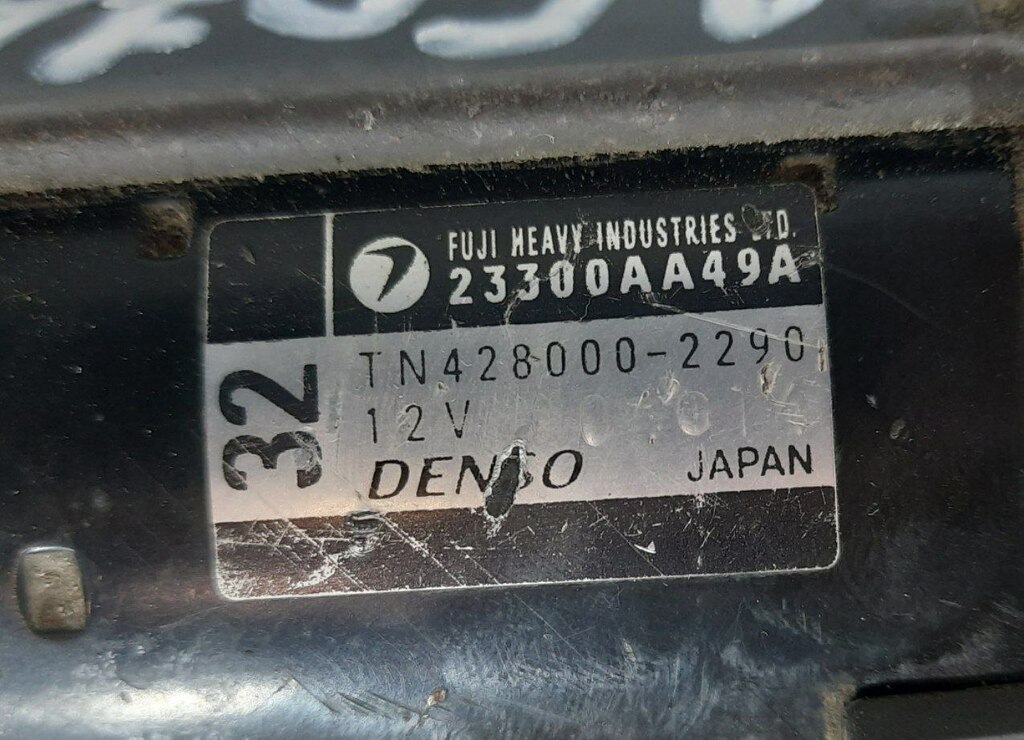 FUJI HEAVY INDUSTRIES LTD.
23300AA49A
32
TN428000-2290
12V
DENSO
JAPAN